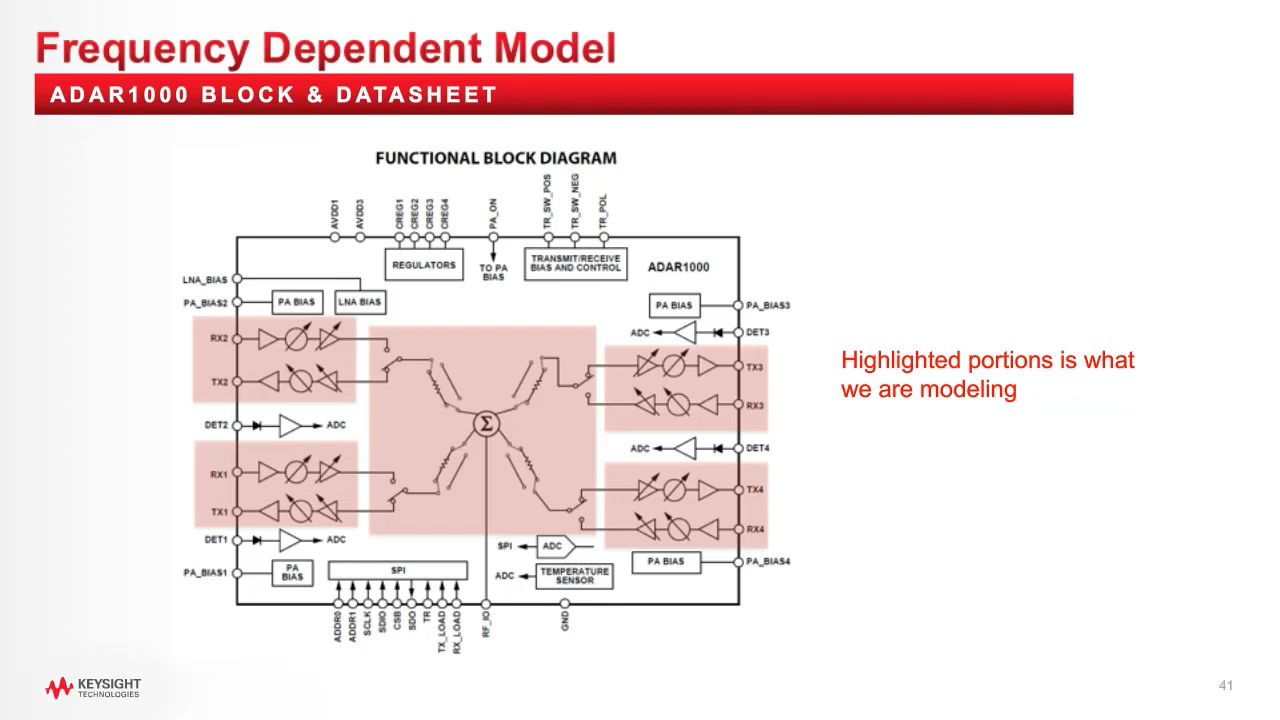 Frequency Dependent Model
ADAR1000 BLOCK & DATASHEET
FUNCTIONAL BLOCK DIAGRAM
AVDD1
AVDD3
CREG1
CREG2
CREG3
CREG4
PA_ON
TR_SW_POS
TR_SW_NEG
TR_POL
REGULATORS
TO PA
BIAS
TRANSMIT/RECEIVE
BIAS AND CONTROL
ADAR1000
LNA_BIAS
PA_BIAS2
PA BIAS
LNA BIAS
PA BIAS
PA_BIAS3
RX2
TX2
ADC
DET3
TX3
RX3
DET2
ADC
Σ
ADC
DET4
RX1
TX1
TX4
RX4
DET1
ADC
SPI
ADC
PA BIAS
PA_BIAS4
PA_BIAS1
PA
BIAS
SPI
ADC
TEMPERATURE
SENSOR
ADDR0
ADDR1
SCLK
SDIO
CSB
SDO
TR
TX_LOAD
RX_LOAD
RF_IO
GND
Highlighted portions is what
we are modeling
KEYSIGHT
TECHNOLOGIES
41